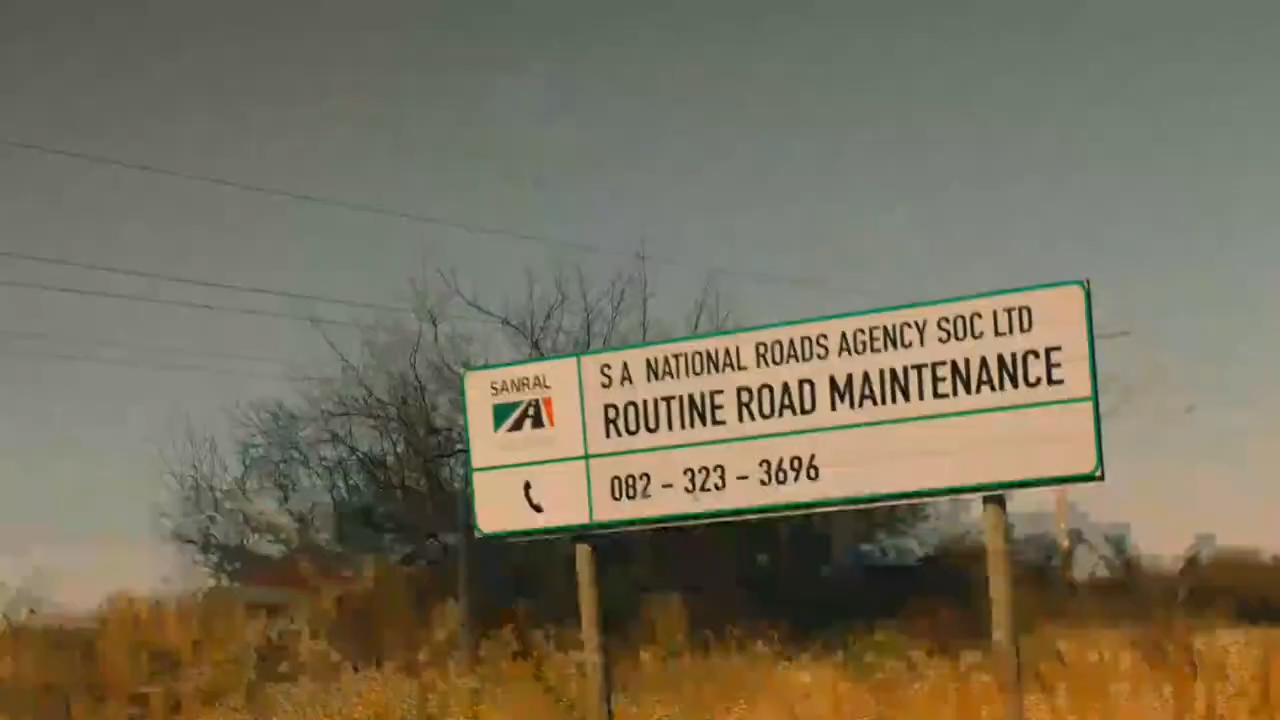 SANRAL
S A NATIONAL ROADS AGENCY SOC LTD
ROUTINE ROAD MAINTENANCE
082 - 323 - 3696